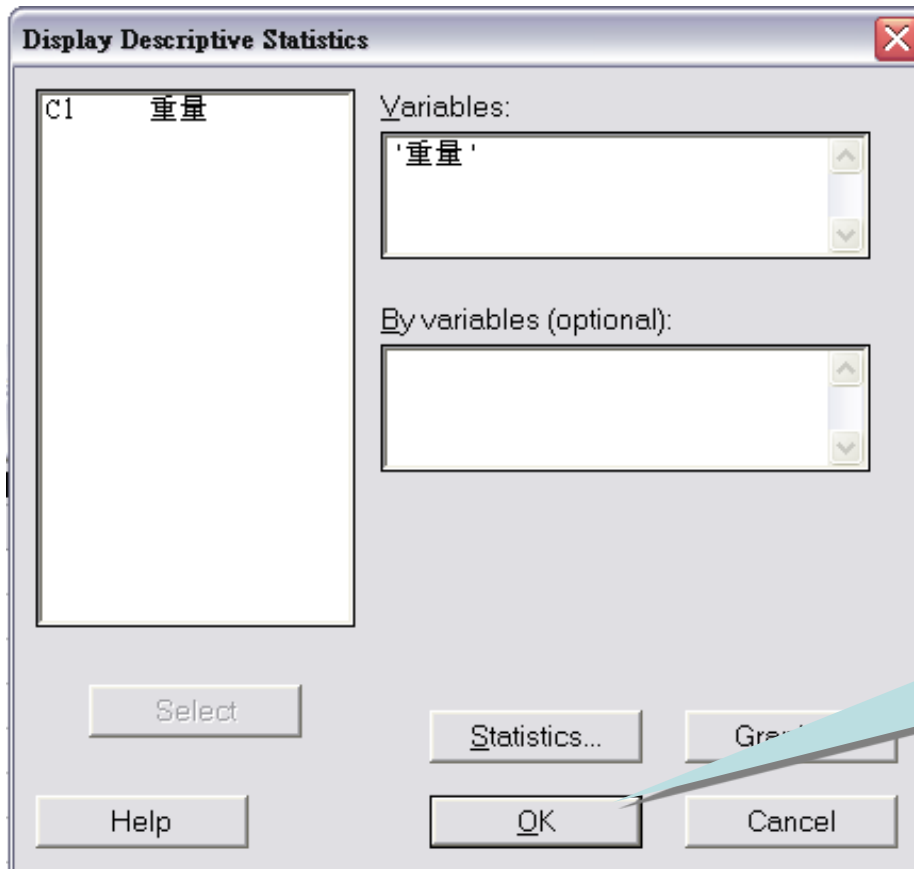 Display Descriptive Statistics
C1 重量
Variables:
'重量'
By variables (optional):
Select
Statistics...
Help
OK
Cancel